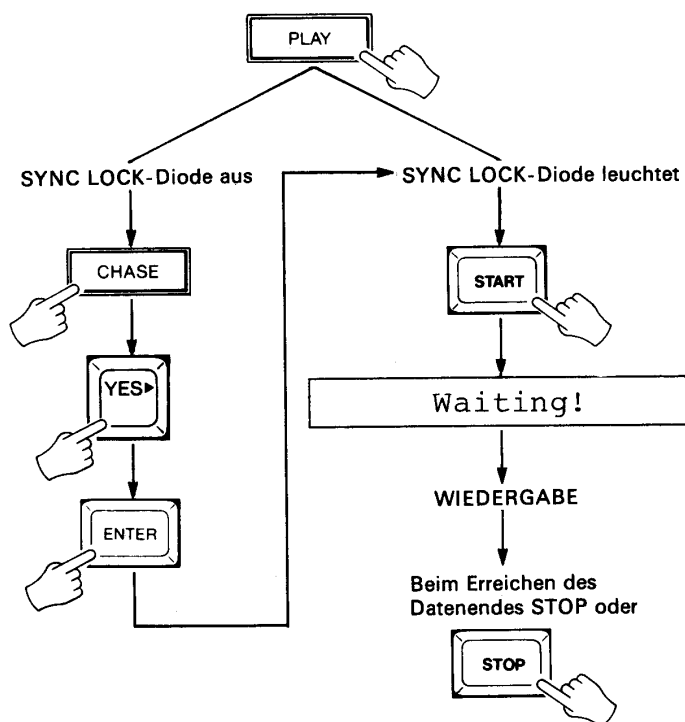 PLAY
SYNC LOCK-Diode aus
CHASE
YES▶
ENTER
SYNC LOCK-Diode leuchtet
START
Waiting!
WIEDERGABE
Beim Erreichen des
Datenendes STOP oder
STOP